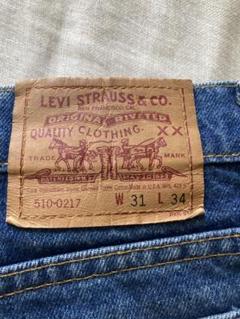 LEVI STRAUSS & CO.
SAN FRANCISCO, CAL.
ORIGINAL RIVETED
QUALITY CLOTHING. XX
TRADE MARK
510-0217 W 31 L 34